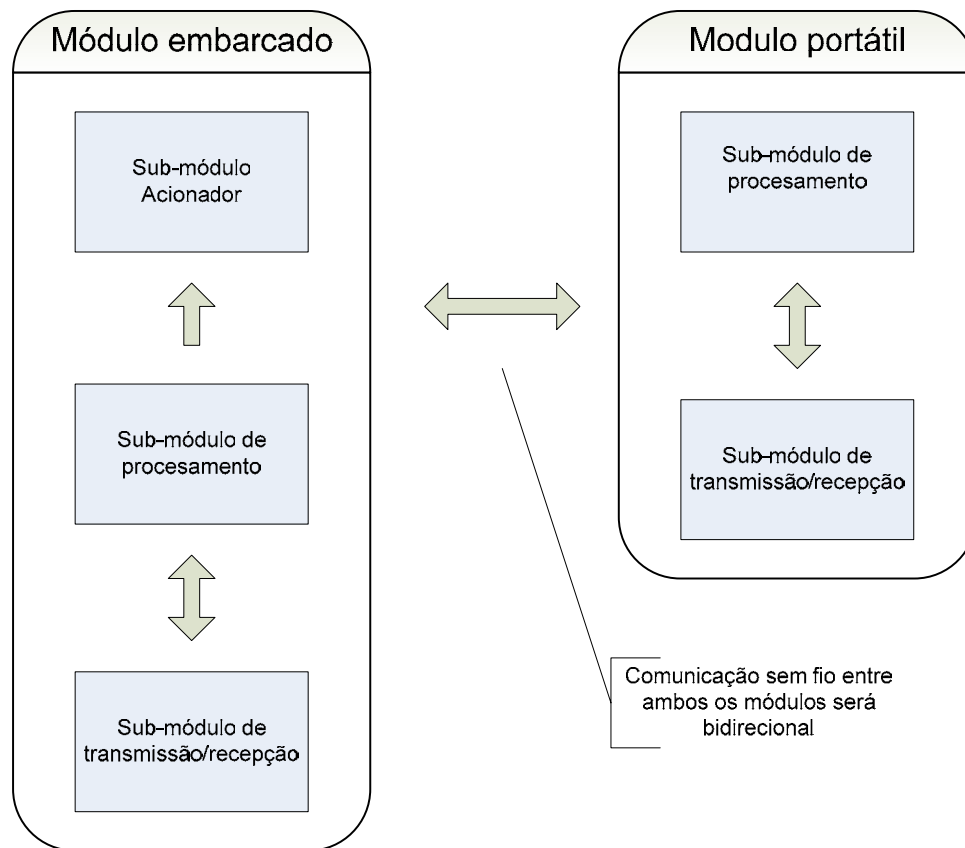 Módulo embarcado
Sub-módulo
Acionador
Sub-módulo de
procesamento
Sub-módulo de
transmissão/recepção
Modulo portátil
Sub-módulo de
procesamento
Sub-módulo de
transmissão/recepção
Comunicação sem fio entre
ambos os módulos será
bidirecional